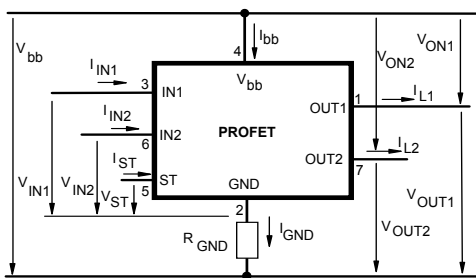 I bb
V bb
4
V ON1
V ON2
I IN1
V bb
I L1
3
IN1
1
OUT1
I IN2
PROFET
IN2
6
I L2
OUT2
I ST
ST
5
7
GND
V IN1
V IN2
V ST
2
V OUT1
R GND
I GND
V OUT2
V bb